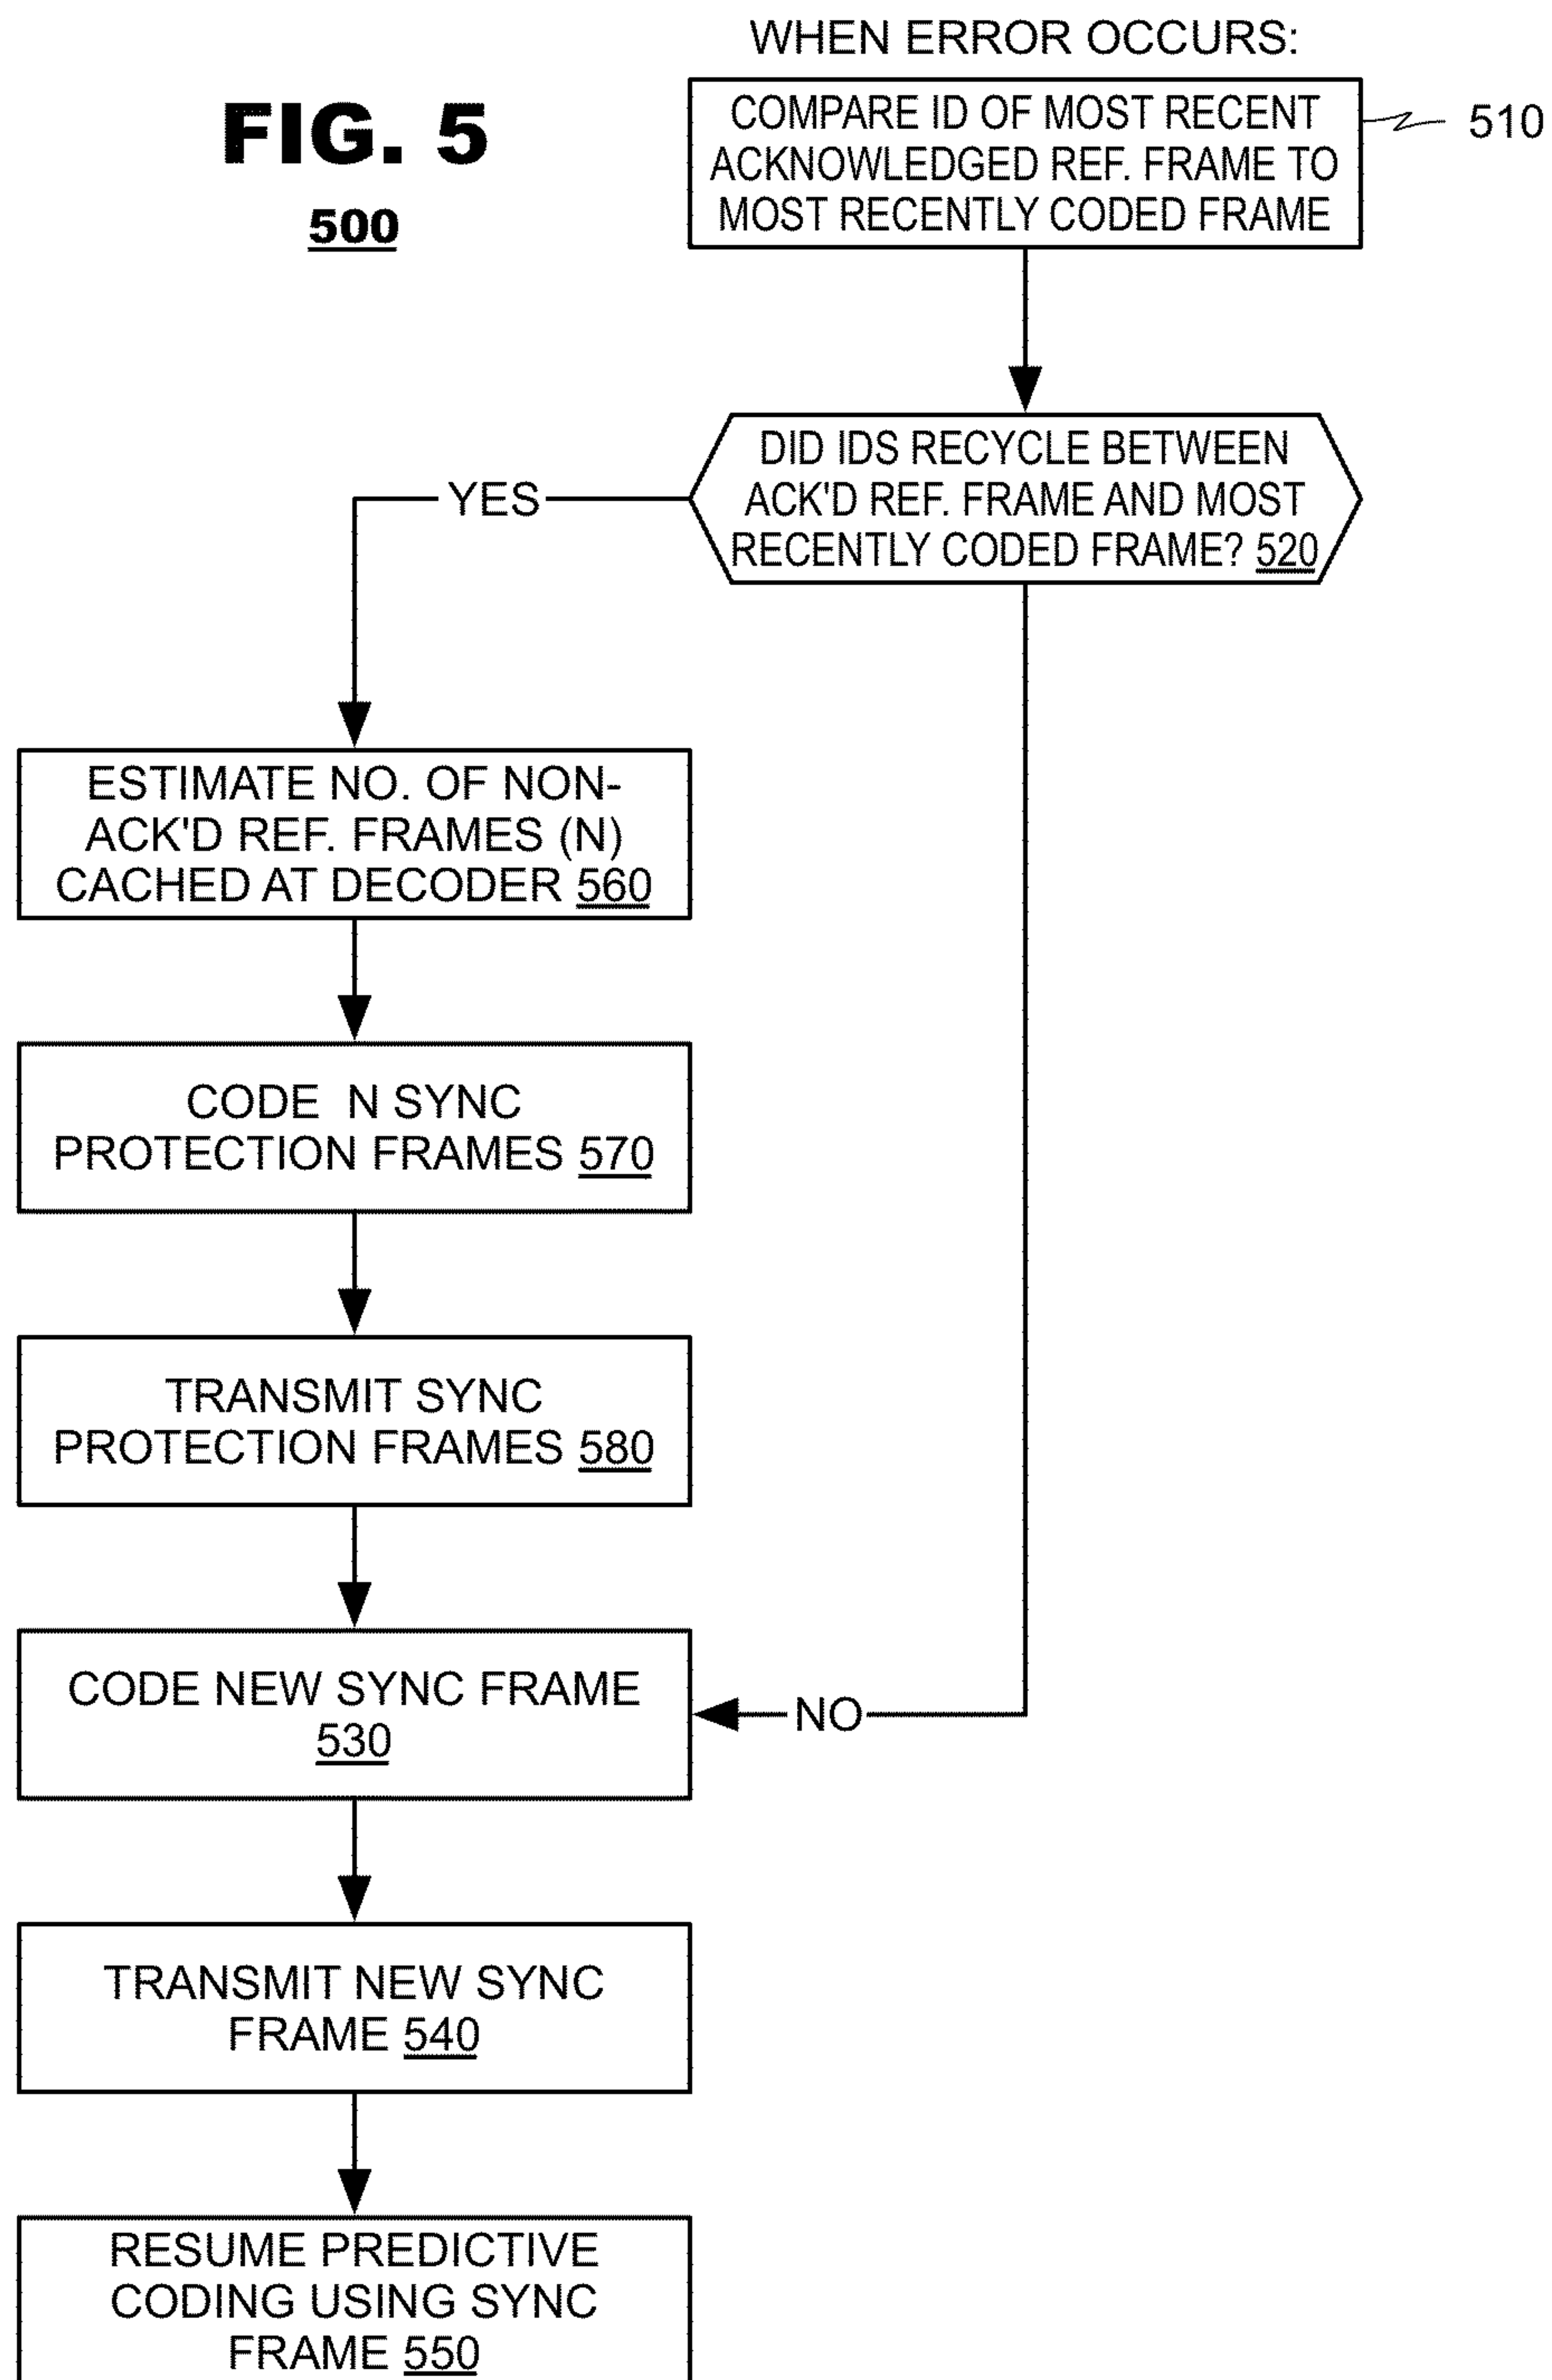 WHEN ERROR OCCURS:
FIG. 5
500
COMPARE ID OF MOST RECENT
ACKNOWLEDGED REF. FRAME TO
MOST RECENTLY CODED FRAME
510
DID IDS RECYCLE BETWEEN
ACK'D REF. FRAME AND MOST
RECENTLY CODED FRAME? 520
YES
ESTIMATE NO. OF NON-
ACK'D REF. FRAMES (N)
CACHED AT DECODER 560
CODE N SYNC
PROTECTION FRAMES 570
TRANSMIT SYNC
PROTECTION FRAMES 580
CODE NEW SYNC FRAME
530
NO
TRANSMIT NEW SYNC
FRAME 540
RESUME PREDICTIVE
CODING USING SYNC
FRAME 550